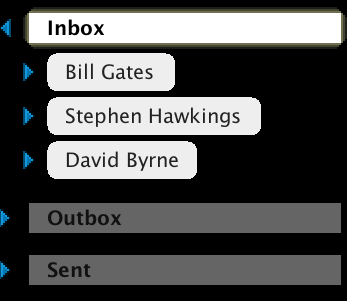 Inbox
Bill Gates
Stephen Hawkings
David Byrne
Outbox
Sent